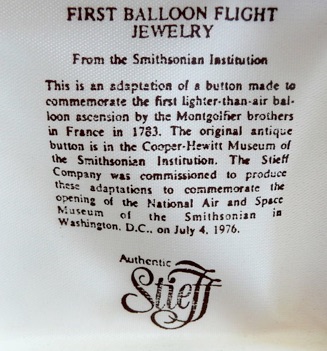 FIRST BALLOON FLIGHT
JEWELRY
From the Smithsonian Institution
This is an adaptation of a button made to
commemorate the first lighter-than-air bal-
loon ascension by the Montgolfier brothers
in France in 1783. The original antique
button is in the Cooper-Hewitt Museum of
the Smithsonian Institution. The Stieff
Company was commissioned to produce
these adaptations to commemorate the
opening of the National Air and Space
Museum of the Smithsonian in
Washington, D.C., on July 4, 1976.
Authentic
Stieff